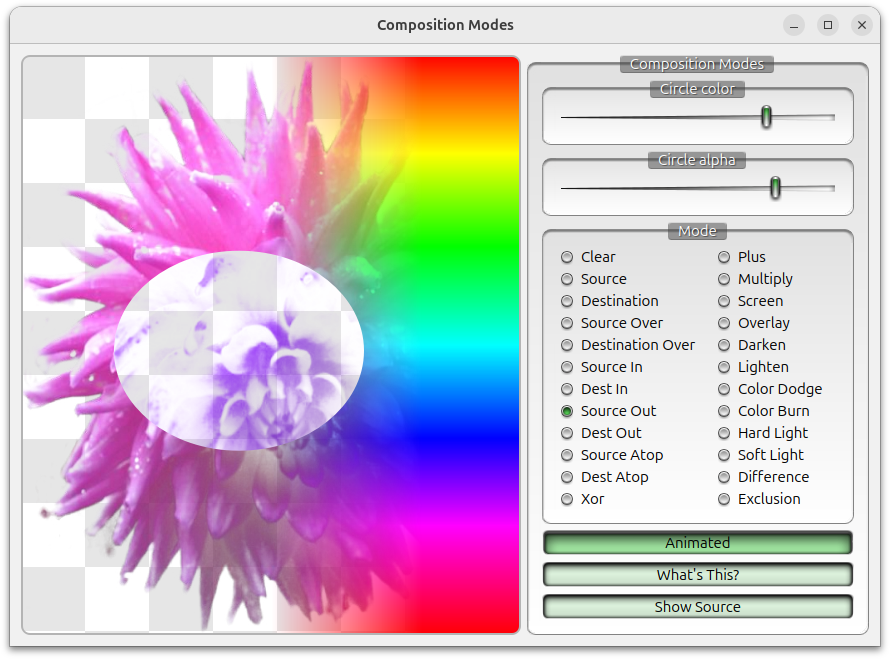 Composition Modes
Composition Modes
Circle color
Circle alpha
Mode
Clear
Source
Destination
Source Over
Destination Over
Source In
Dest In
Source Out
Dest Out
Source Atop
Dest Atop
Xor
Plus
Multiply
Screen
Overlay
Darken
Lighten
Color Dodge
Color Burn
Hard Light
Soft Light
Difference
Exclusion
Animated
What's This?
Show Source